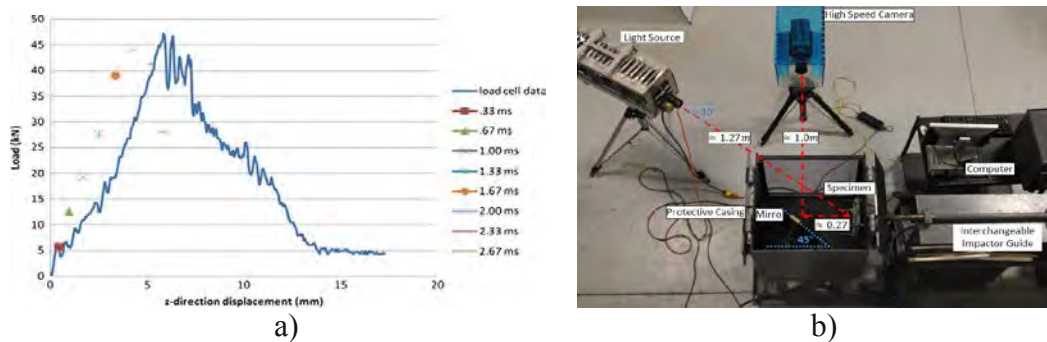 50
45
40
35
30
25
20
15
10
5
0
Load (kN)
0 5 10 15 20
z-direction displacement (mm)
load cell data
.33 ms
.67 ms
1.00 ms
1.33 ms
1.67 ms
2.00 ms
2.33 ms
2.67 ms
a)
High Speed Camera
Light Source
≈30°
≈ 1.27m
≈ 1.0m
Computer
Specimen
Protective Casing
Mirro
≈ 0.27
45°
Interchangeable
Impactor Guide
b)